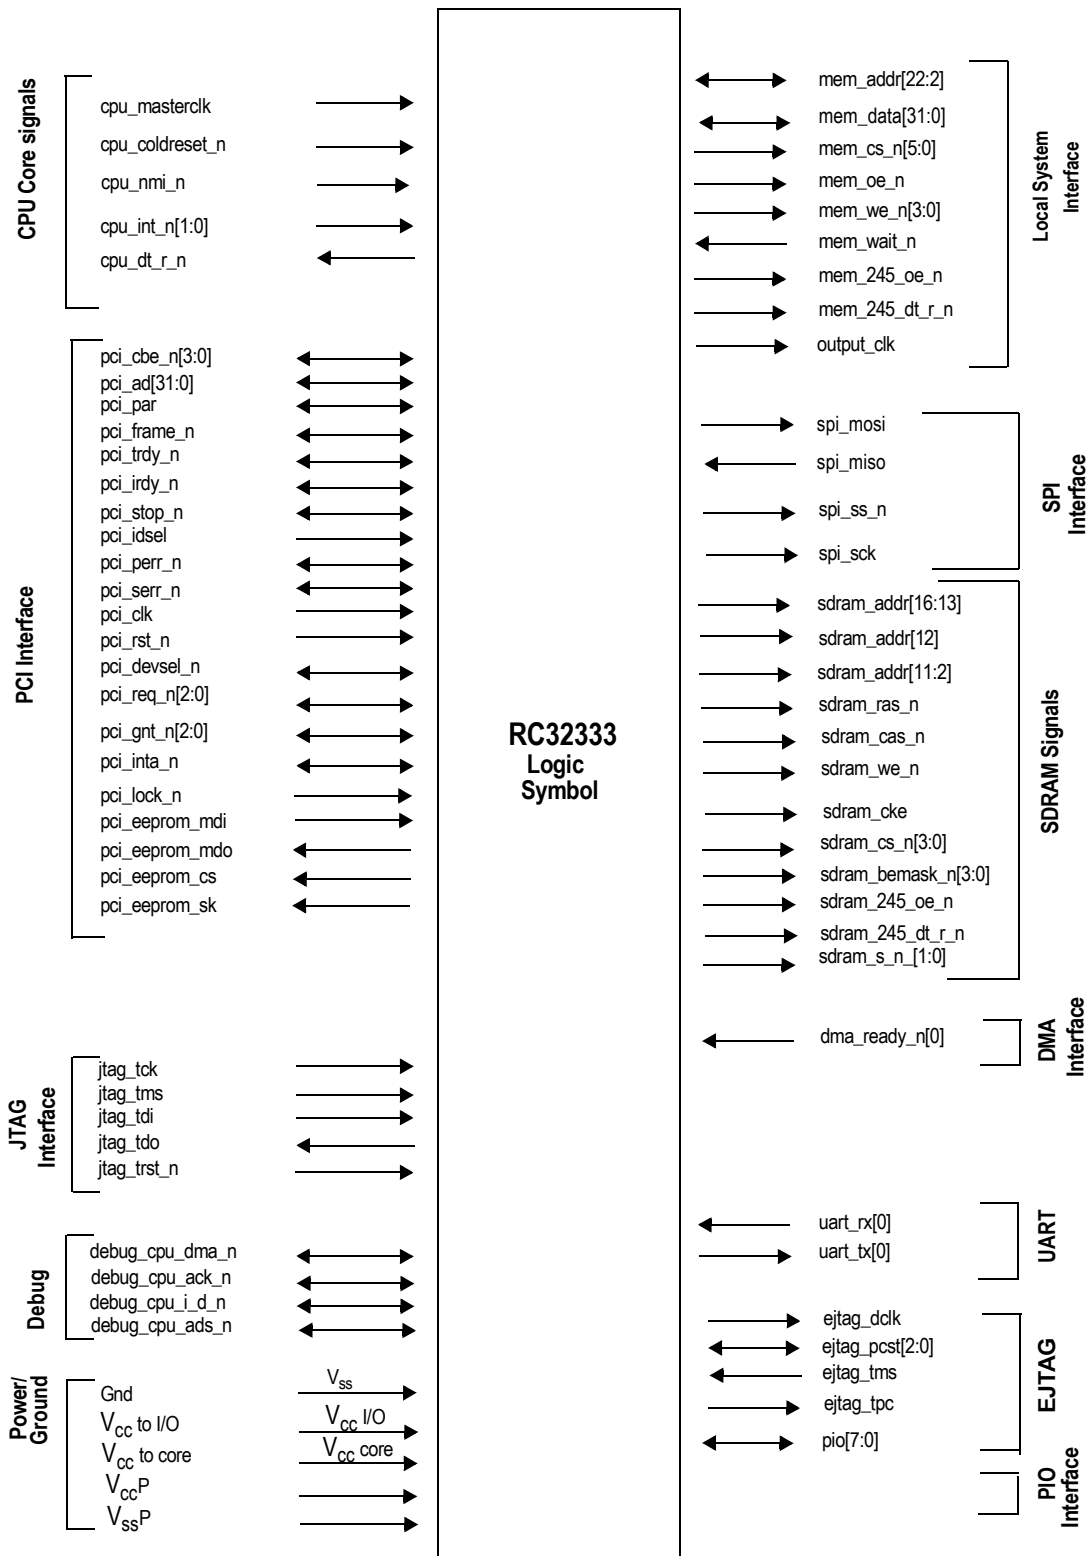 CPU Core signals
cpu_masterclk
cpu_coldreset_n
cpu_nmi_n
cpu_int_n[1:0]
cpu_dt_r_n
PCI Interface
pci_cbe_n[3:0]
pci_ad[31:0]
pci_par
pci_frame_n
pci_trdy_n
pci_irdy_n
pci_stop_n
pci_idsel
pci_perr_n
pci_serr_n
pci_clk
pci_rst_n
pci_devsel_n
pci_req_n[2:0]
pci_gnt_n[2:0]
pci_inta_n
pci_lock_n
pci_eeprom_mdi
pci_eeprom_mdo
pci_eeprom_cs
pci_eeprom_sk
JTAG
Interface
jtag_tck
jtag_tms
jtag_tdi
jtag_tdo
jtag_trst_n
Debug
debug_cpu_dma_n
debug_cpu_ack_n
debug_cpu_i_d_n
debug_cpu_ads_n
Power/
Ground
Gnd Vss
Vcc to I/O Vcc I/O
Vcc to core Vcc core
VccP
VssP
RC32333
Logic
Symbol
mem_addr[22:2]
mem_data[31:0]
mem_cs_n[5:0]
mem_oe_n
mem_we_n[3:0]
mem_wait_n
mem_245_oe_n
mem_245_dt_r_n
output_clk
Local System
Interface
spi_mosi
spi_miso
spi_ss_n
spi_sck
SPI
Interface
sdram_addr[16:13]
sdram_addr[12]
sdram_addr[11:2]
sdram_ras_n
sdram_cas_n
sdram_we_n
sdram_cke
sdram_cs_n[3:0]
sdram_bemask_n[3:0]
sdram_245_oe_n
sdram_245_dt_r_n
sdram_s_n_[1:0]
SDRAM Signals
dma_ready_n[0]
DMA
Interface
uart_rx[0]
uart_tx[0]
UART
ejtag_dclk
ejtag_pcst[2:0]
ejtag_tms
ejtag_tpc
pio[7:0]
EJTAG
PIO
Interface